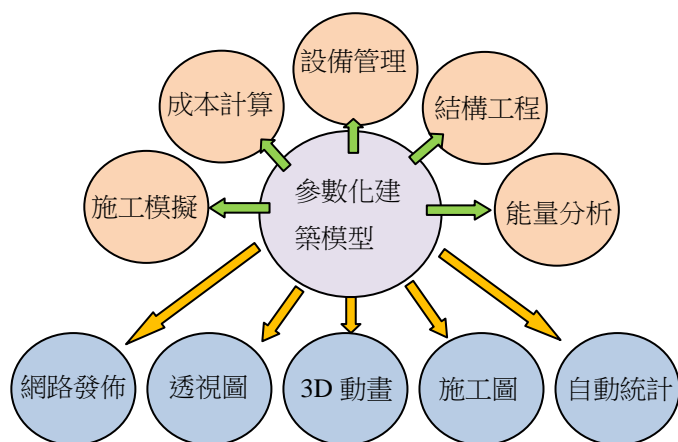 設備管理
成本計算
結構工程
施工模擬
參數化建
築模型
能量分析
網路發佈
透視圖
3D 動畫
施工圖
自動統計